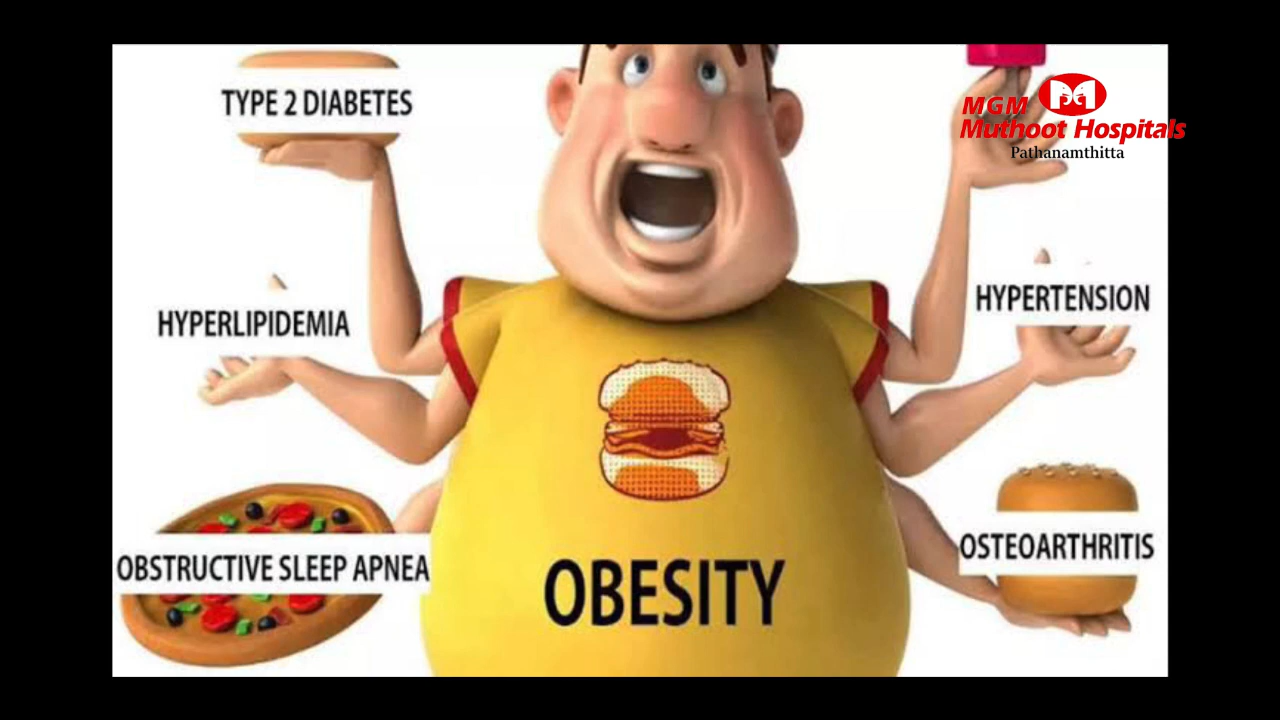 TYPE 2 DIABETES
MGM
Muthoot Hospitals
Pathanamthitta
HYPERLIPIDEMIA
HYPERTENSION
OBSTRUCTIVE SLEEP APNEA
OSTEOARTHRITIS
OBESITY